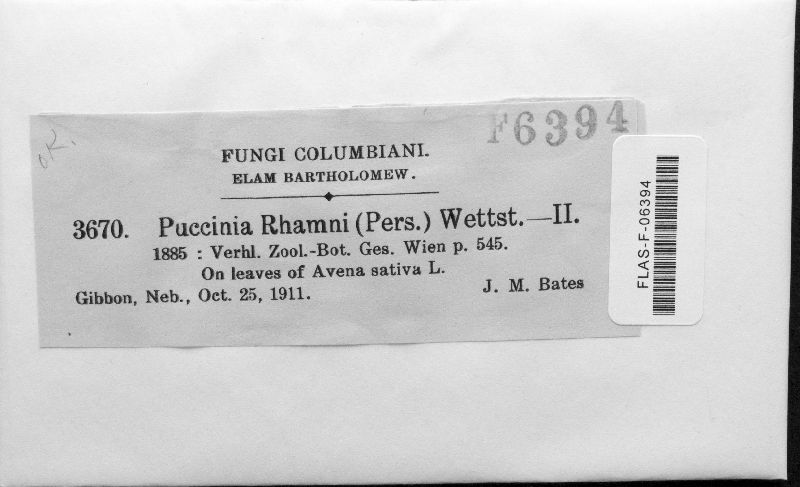 OK.
F6394
FUNGI COLUMBIANI.
ELAM BARTHOLOMEW.
3670. Puccinia Rhamni (Pers.) Wettst.—II.
1885 : Verhl. Zool.-Bot. Ges. Wien p. 545.
On leaves of Avena sativa L.
Gibbon, Neb., Oct. 25, 1911. J. M. Bates
FLAS-F-06394